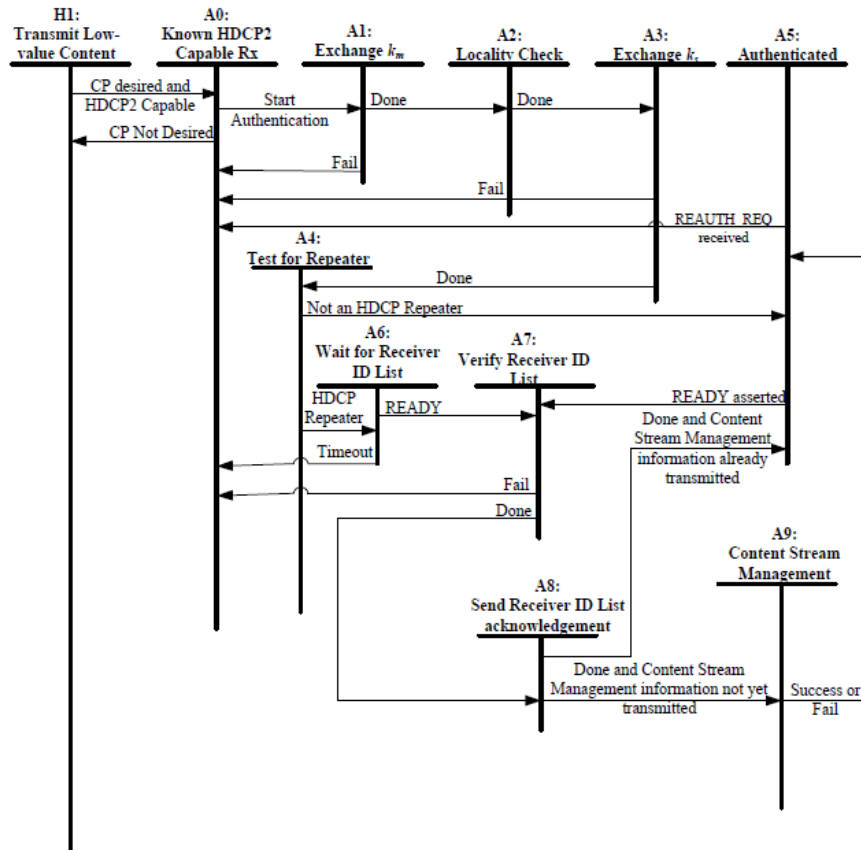 H1:
Transmit Low-
value Content
A0:
Known HDCP2
Capable Rx
A1:
Exchange km
A2:
Locality Check
A3:
Exchange ks
A5:
Authenticated
CP desired and
HDCP2 Capable
Start
Authentication
Done
Done
CP Not Desired
Fail
Fail
REAUTH_REQ
received
A4:
Test for Repeater
Done
Not an HDCP Repeater
A6:
Wait for Receiver
ID List
A7:
Verify Receiver ID
List
HDCP
Repeater
READY
READY asserted
Done and Content
Stream Management
information already
transmitted
Timeout
Fail
Done
A9:
Content Stream
Management
A8:
Send Receiver ID List
acknowledgement
Done and Content Stream
Management information not yet
transmitted
Success or
Fail